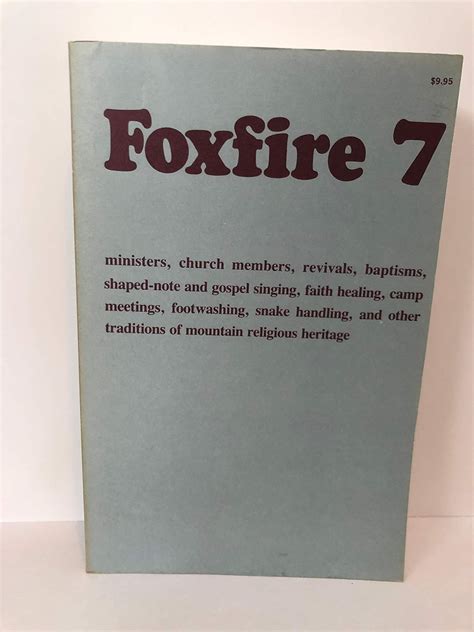 $9.95
Foxfire 7
ministers, church members, revivals, baptisms,
shaped-note and gospel singing, faith healing, camp
meetings, footwashing, snake handling, and other
traditions of mountain religious heritage